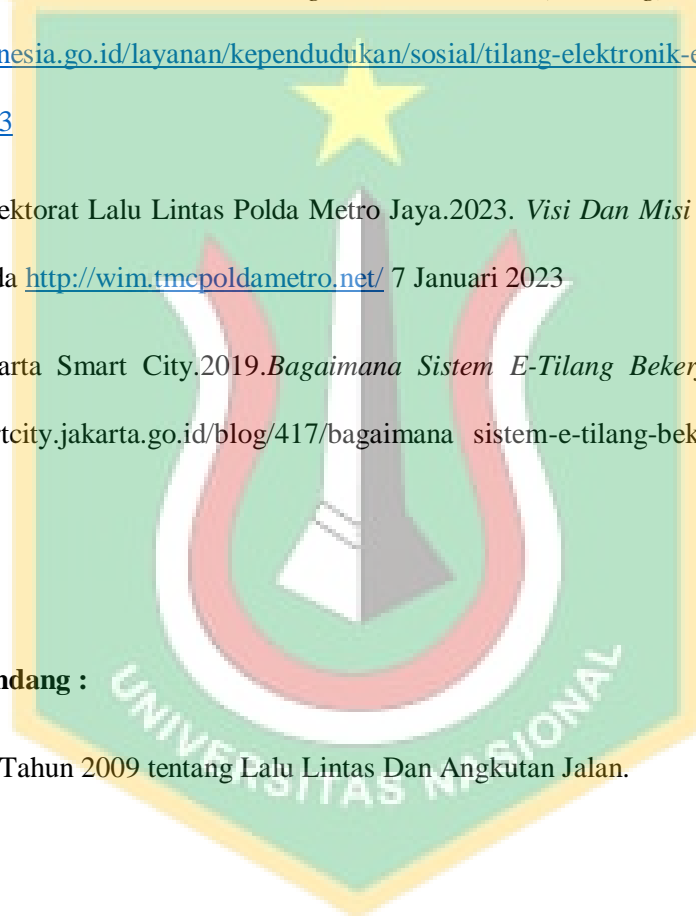 nesia.go.id/layanan/kependudukan/sosial/tilang-elektronik-e
3
ektorat Lalu Lintas Polda Metro Jaya.2023. Visi Dan Misi
da http://wim.tmcpoldametro.net/ 7 Januari 2023
arta Smart City.2019.Bagaimana Sistem E-Tilang Beker
rtcity.jakarta.go.id/blog/417/bagaimana sistem-e-tilang-bek
ndang :
Tahun 2009 tentang Lalu Lintas Dan Angkutan Jalan.
UNIVERSITAS NASIONAL